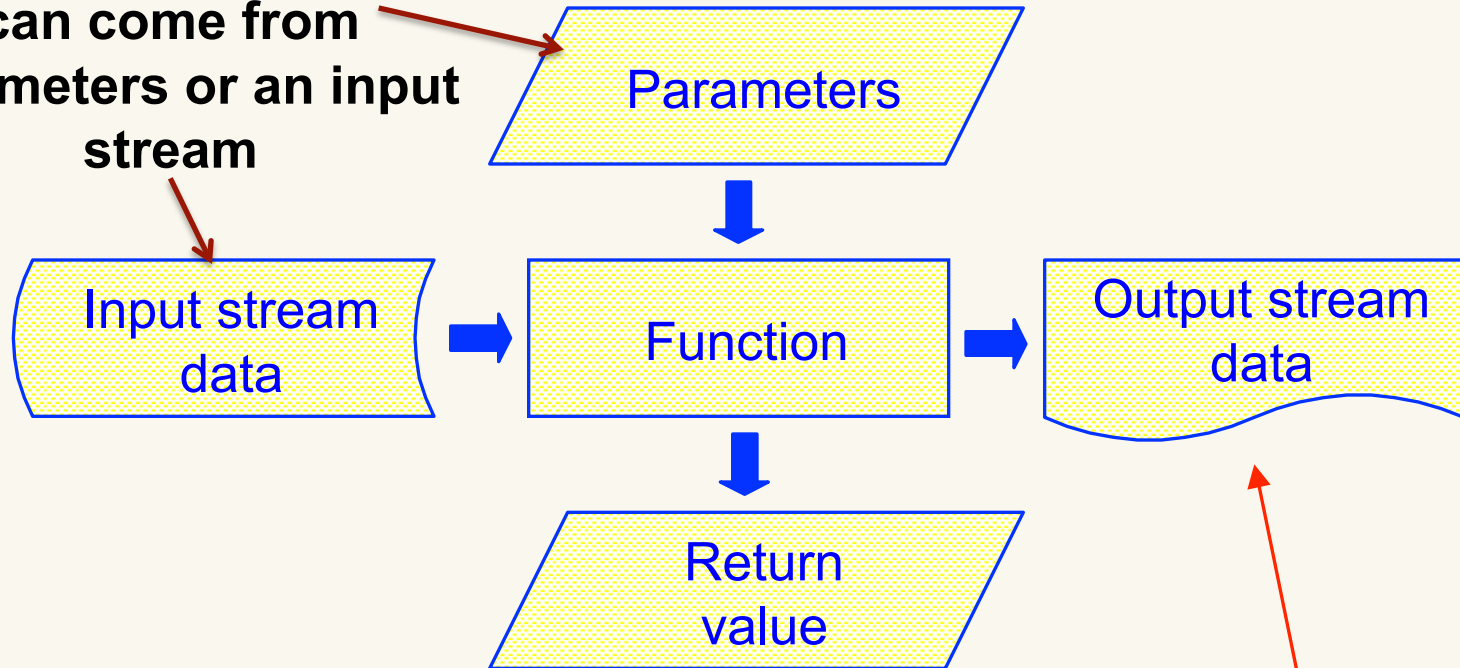 can come from
meters or an input
stream
Parameters
Input stream
data
Function
Output stream
data
Return
value